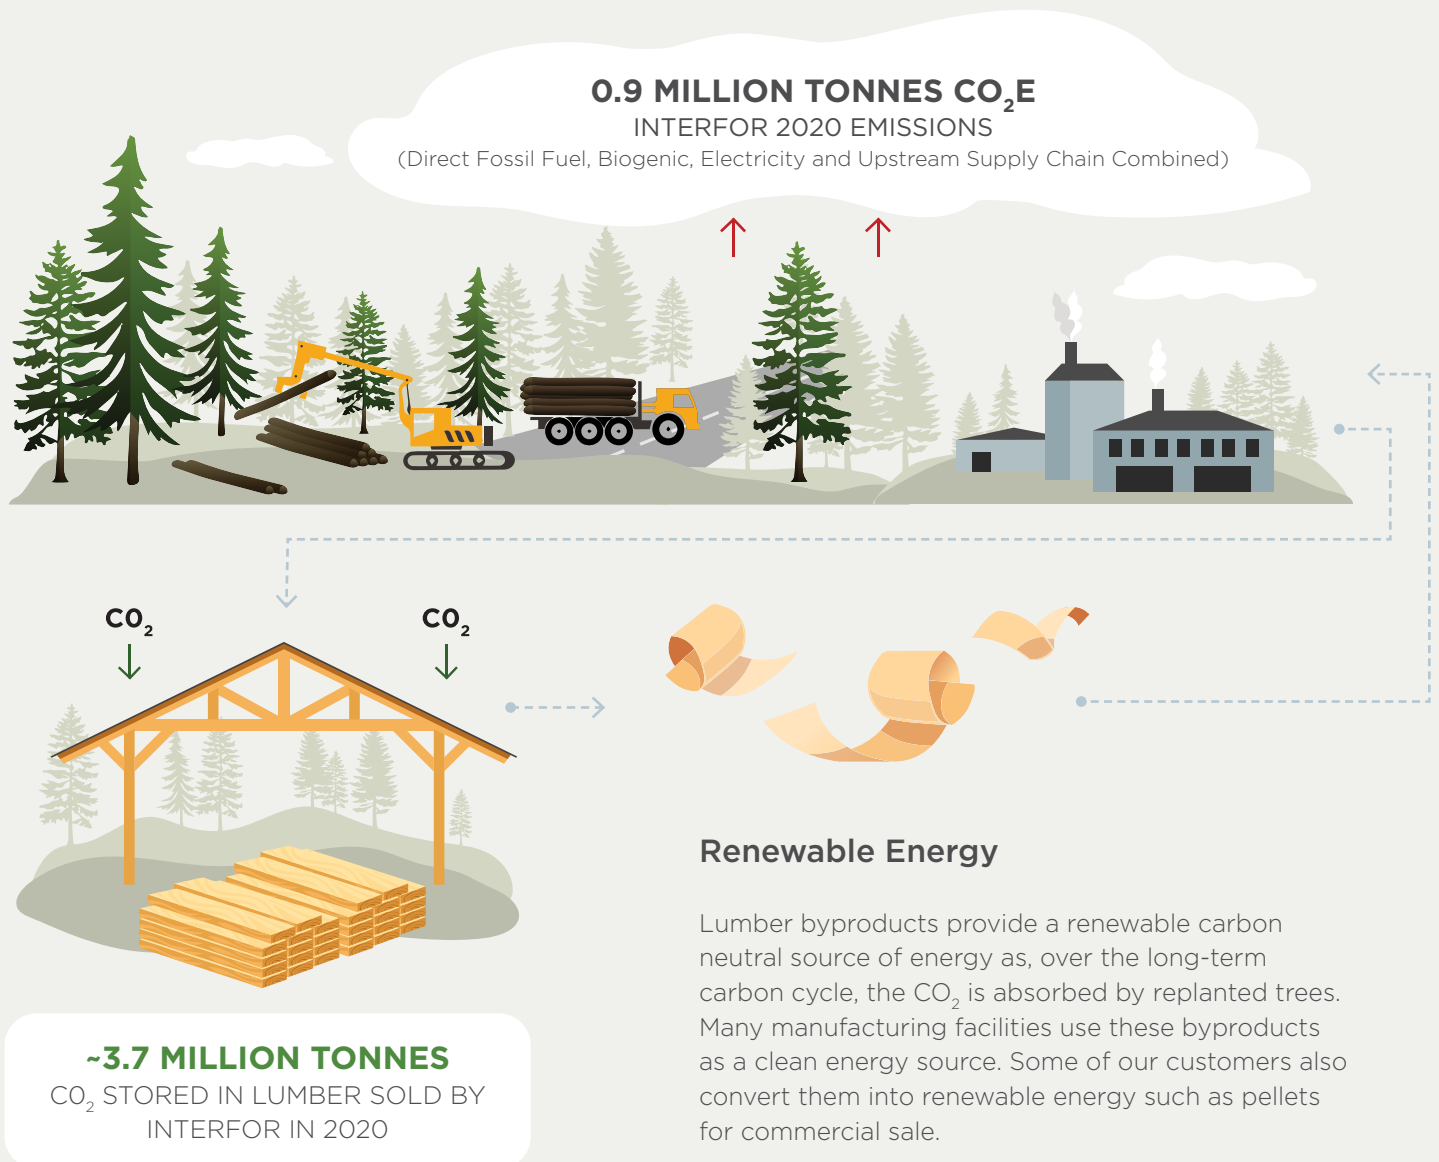 0.9 MILLION TONNES CO₂E
INTERFOR 2020 EMISSIONS
(Direct Fossil Fuel, Biogenic, Electricity and Upstream Supply Chain Combined)
C0₂ C0₂
Renewable Energy
Lumber byproducts provide a renewable carbon
neutral source of energy as, over the long-term
carbon cycle, the CO₂ is absorbed by replanted trees.
Many manufacturing facilities use these byproducts
as a clean energy source. Some of our customers also
convert them into renewable energy such as pellets
for commercial sale.
~3.7 MILLION TONNES
C0₂ STORED IN LUMBER SOLD BY
INTERFOR IN 2020